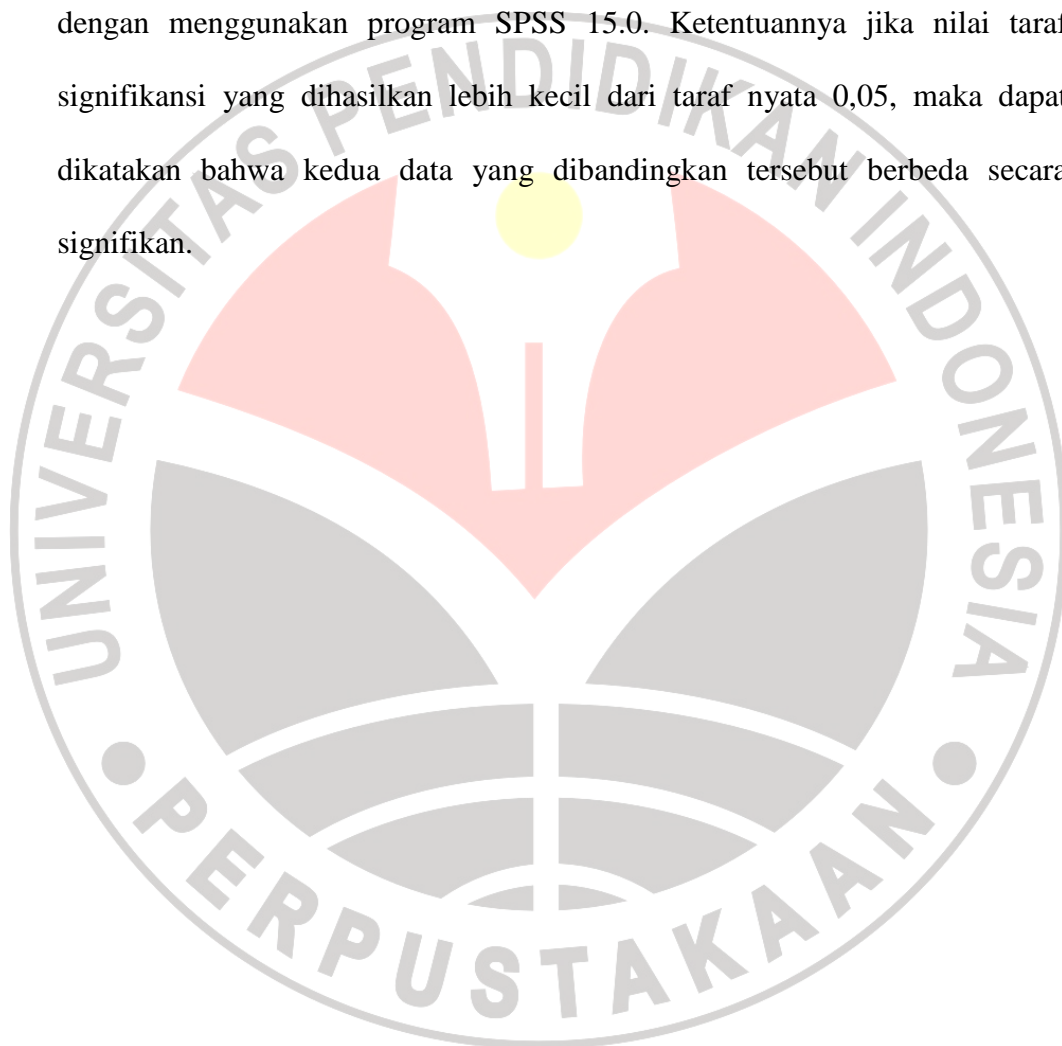 dengan menggunakan program SPSS 15.0. Ketentuannya jika nilai taraf
signifikansi yang dihasilkan lebih kecil dari taraf nyata 0,05, maka dapat
dikatakan bahwa kedua data yang dibandingkan tersebut berbeda secara
signifikan.
UNIVERSITAS PENDIDIKAN INDONESIA
PERPUSTAKAAN